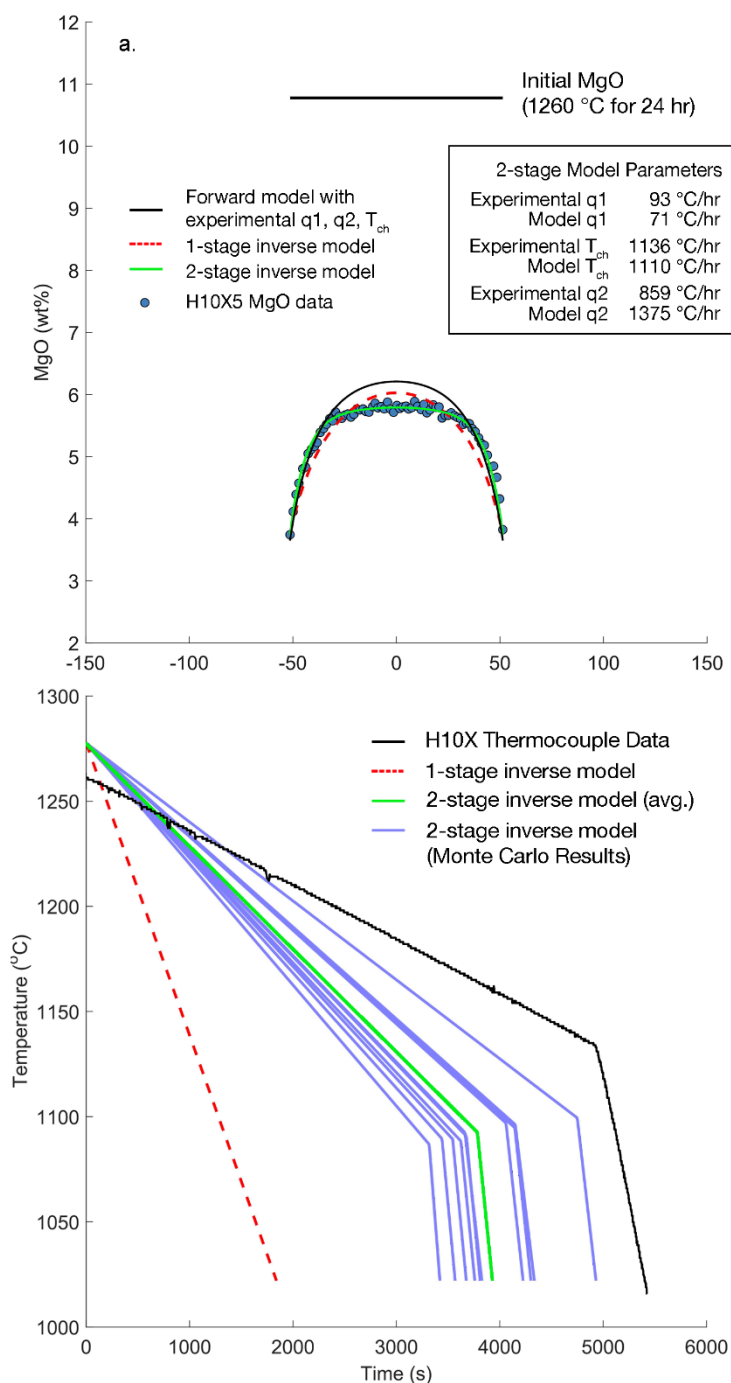 a.
12
11
10
9
8
7
6
5
4
3
2
MgO (wt%)
Initial MgO
(1260 °C for 24 hr)
Forward model with
experimental q1, q2, Tch
1-stage inverse model
2-stage inverse model
H10X5 MgO data
2-stage Model Parameters
Experimental q1 93 °C/hr
Model q1 71 °C/hr
Experimental Tch 1136 °C/hr
Model Tch 1110 °C/hr
Experimental q2 859 °C/hr
Model q2 1375 °C/hr
-150 -100 -50 0 50 100 150
1300
1250
1200
1150
1100
1050
1000
Temperature (°C)
H10X Thermocouple Data
1-stage inverse model
2-stage inverse model (avg.)
2-stage inverse model
(Monte Carlo Results)
0 1000 2000 3000 4000 5000 6000
Time (s)